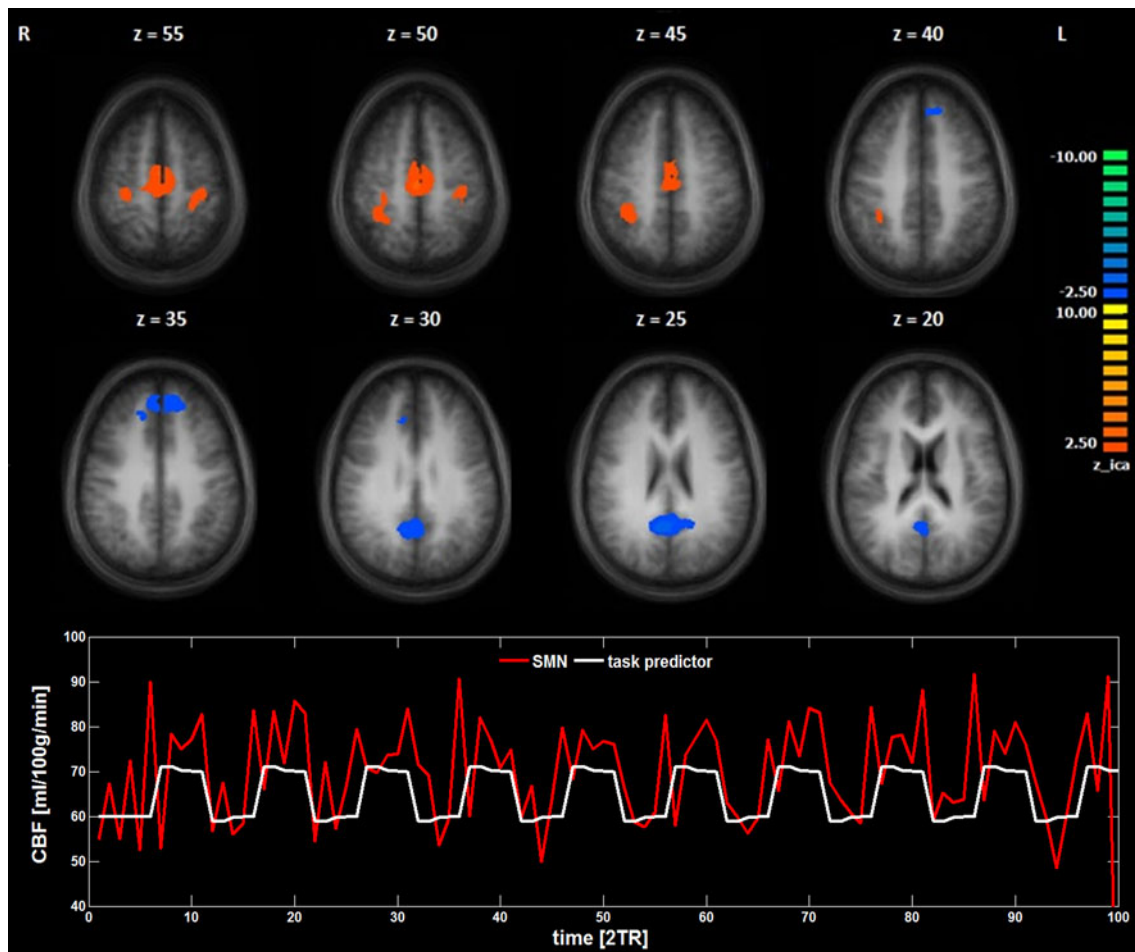 R z = 55 z = 50 z = 45 z = 40 L
-10.00
-2.50
10.00
2.50
z_ica
z = 35 z = 30 z = 25 z = 20
100
90
80
70
60
50
40
CBF [ml/100g/min]
SMN task predictor
0 10 20 30 40 50 60 70 80 90 100
time [2TR]